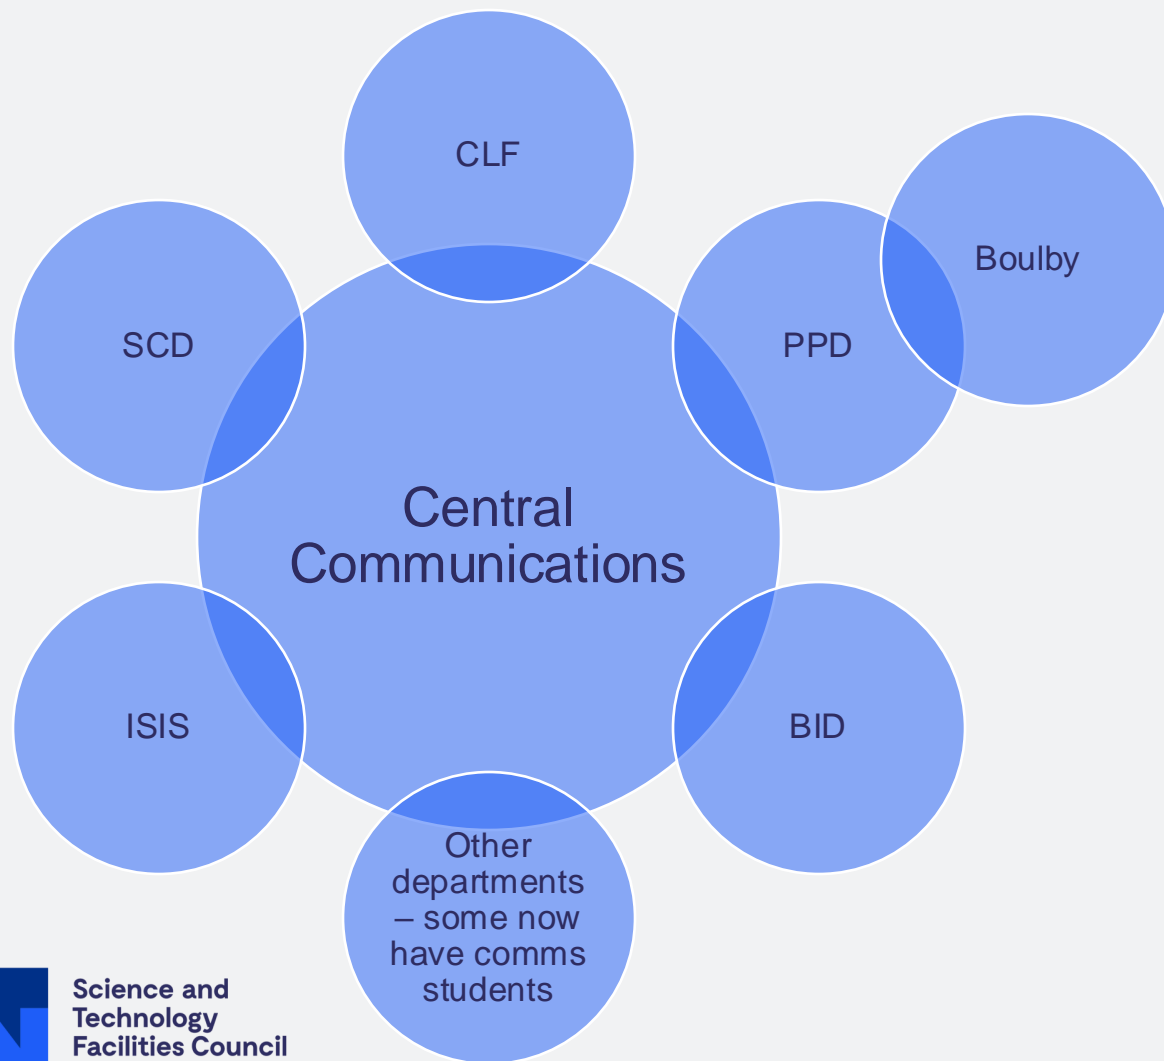 CLF
Boulby
SCD
PPD
Central
Communications
ISIS
BID
Other
departments
– some now
have comms
students
Science and
Technology
Facilities Council